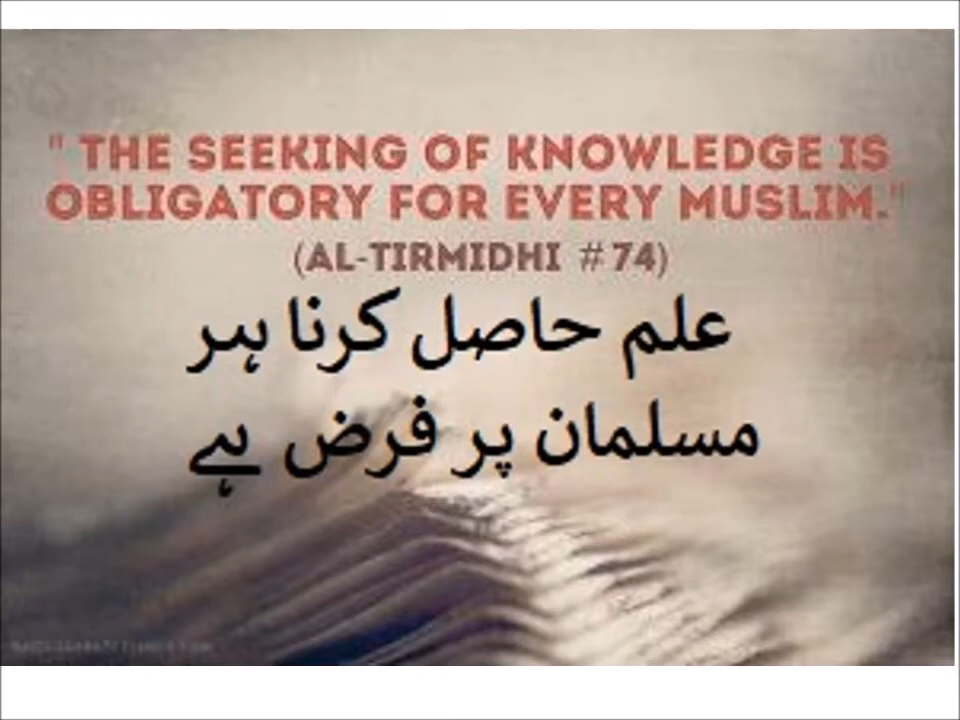 " THE SEEKING OF KNOWLEDGE IS
OBLIGATORY FOR EVERY MUSLIM."
(AL-TIRMIDHI #74)
علم حاصل کرنا ہر
مسلمان پر فرض ہے